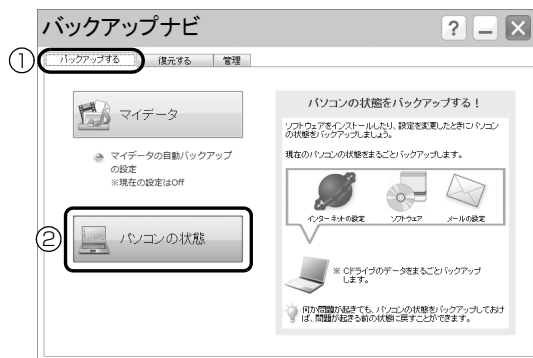 バックアップナビ
? － ×
① バックアップする 復元する 管理
マイデータ
マイデータの自動バックアップ
の設定
※現在の設定はOff
② パソコンの状態
パソコンの状態をバックアップする！
ソフトウェアをインストールしたり、設定を変更したときにパソコン
の状態をバックアップしましょう。
現在のパソコンの状態をまるごとバックアップします。
インターネットの設定 ソフトウェア メールの設定
※ Cドライブのデータをまるごとバックアップ
します。
何か問題が起きても、パソコンの状態をバックアップしておけ
ば、問題が起きる前の状態に戻すことができます。